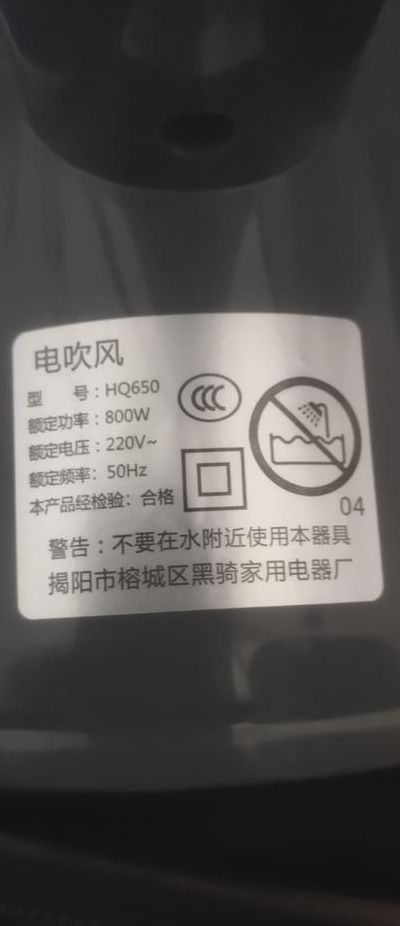 电吹风
型 号：HQ650
额定功率：800W
额定电压：220V~
额定频率：50Hz
本产品经检验：合格
04
警告：不要在水附近使用本器具
揭阳市榕城区黑骑家用电器厂